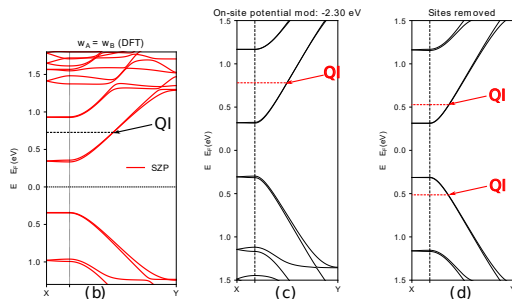 w_A = w_B (DFT)
On-site potential mod: -2.30 eV
Sites removed
1.5
1.0
0.5
0.0
0.5
1.0
E E_F (eV)
QI
SZP
X
Y
(b)
1.5
1.0
0.5
0.0
0.5
1.0
1.5
E E_F (eV)
QI
X
Y
(c)
1.5
1.0
0.5
0.0
0.5
1.0
1.5
E E_F (eV)
QI
QI
X
Y
(d)